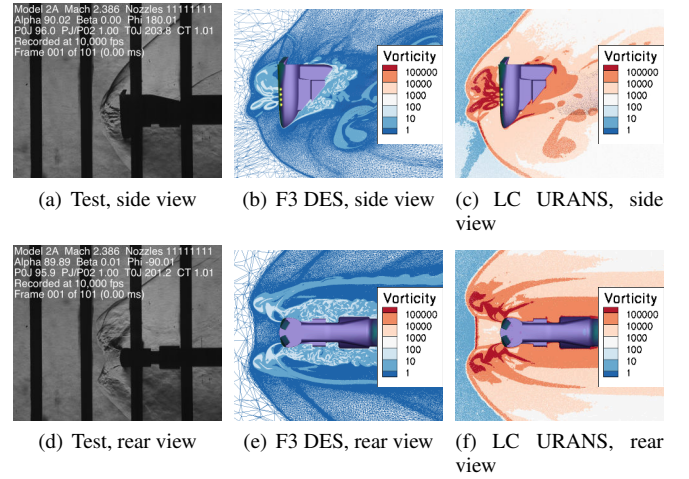 Model 2A Mach 2.386 Nozzles 11111111
Alpha 90.02 Beta 0.00 Phi 180.01
P0J 96.0 PJ/P02 1.00 T0J 203.8 CT 1.01
Recorded at 10,000 fps
Frame 001 of 101 (0.00 ms)
Vorticity
100000
10000
1000
100
10
1
Vorticity
100000
10000
1000
100
10
1
(a) Test, side view
(b) F3 DES, side view
(c) LC URANS, side
view
Model 2A Mach 2.386 Nozzles 11111111
Alpha 89.89 Beta 0.01 Phi -90.01
P0J 95.9 PJ/P02 1.00 T0J 201.2 CT 1.01
Recorded at 10,000 fps
Frame 001 of 101 (0.00 ms)
Vorticity
100000
10000
1000
100
10
1
Vorticity
100000
10000
1000
100
10
1
(d) Test, rear view
(e) F3 DES, rear view
(f) LC URANS, rear
view